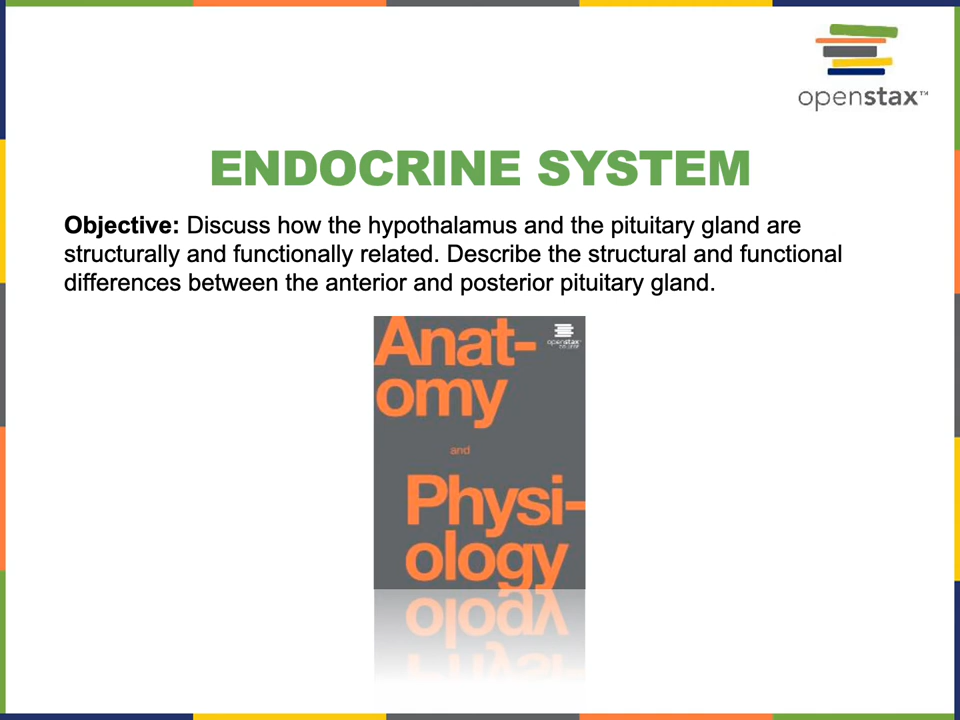 openstax™
ENDOCRINE SYSTEM
Objective: Discuss how the hypothalamus and the pituitary gland are
structurally and functionally related. Describe the structural and functional
differences between the anterior and posterior pituitary gland.
Anat-
openstax™
omy
and
Physi-
ology